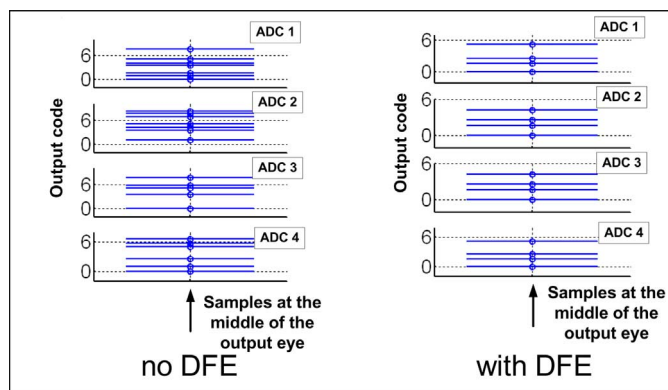 Output code
ADC 1
6
0
ADC 2
6
0
ADC 3
6
0
ADC 4
6
0
Samples at the
middle of the
output eye
no DFE
Output code
6
ADC 1
0
6
ADC 2
0
6
ADC 3
0
6
ADC 4
0
Samples at the
middle of the
output eye
with DFE